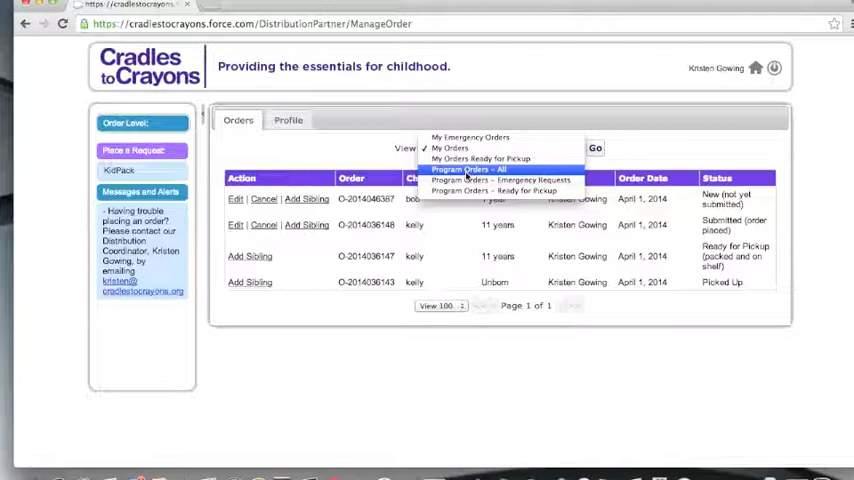 https://cradlestocrayons.force.com/...
https://cradlestocrayons.force.com/DistributionPartner/ManageOrder
Cradles
to Crayons
Providing the essentials for childhood.
Kristen Gowing
Order Level:
Place a Request:
KidPack
Messages and Alerts
- Having trouble
placing an order?
Please contact our
Distribution
Coordinator, Kristen
Gowing, by
emailing
kristen@
cradlestocrayons.org
Orders Profile
View
My Emergency Orders
✓ My Orders
My Orders Ready for Pickup
Program Orders – All
Program Orders – Emergency Requests
Program Orders – Ready for Pickup
Go
Action Order Order Date Status
Edit | Cancel | Add Sibling O-2014046387 bob 1 year Kristen Gowing April 1, 2014 New (not yet submitted)
Edit | Cancel | Add Sibling O-2014036148 kelly 11 years Kristen Gowing April 1, 2014 Submitted (order placed)
Add Sibling O-2014036147 kelly 11 years Kristen Gowing April 1, 2014 Ready for Pickup (packed and on shelf)
Add Sibling O-2014036143 kelly Unborn Kristen Gowing April 1, 2014 Picked Up
View 100 Page 1 of 1